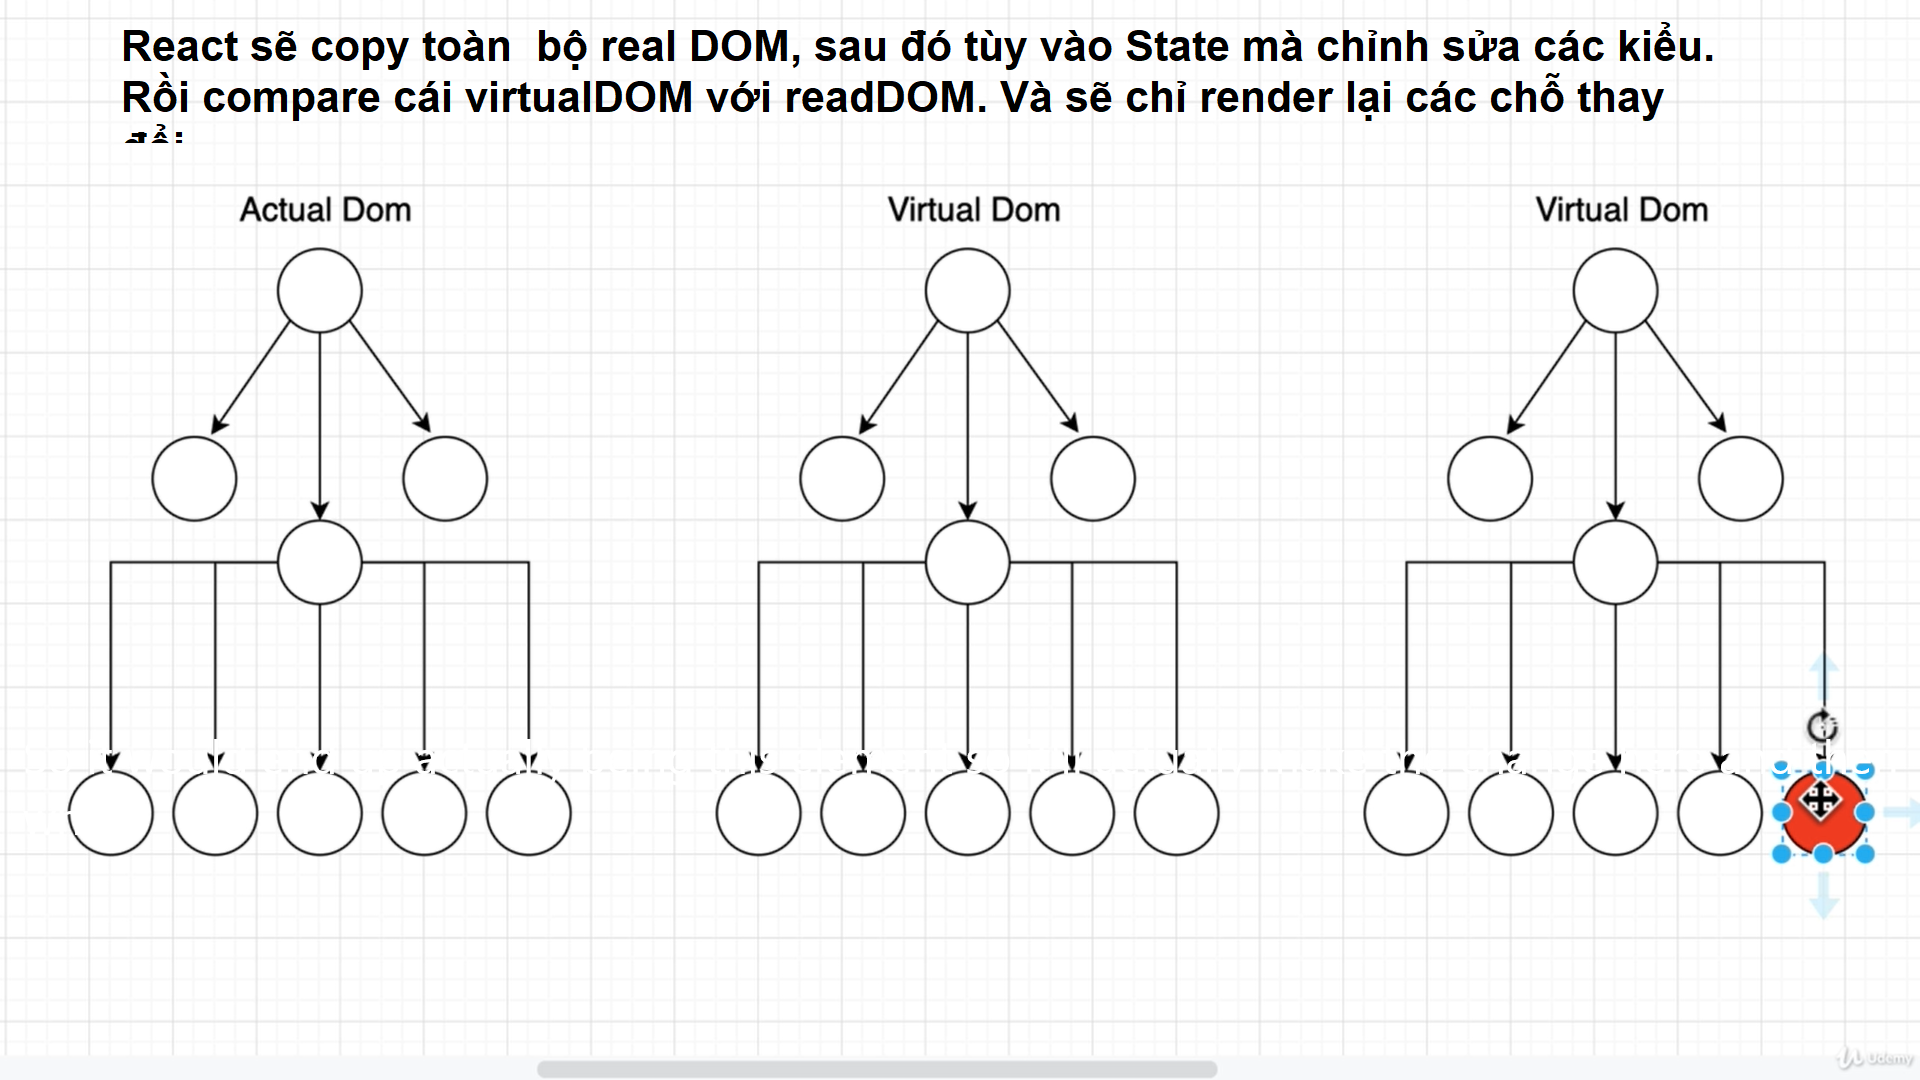 React sẽ copy toàn bộ real DOM, sau đó tùy vào State mà chỉnh sửa các kiểu.
Rồi compare cái virtualDOM với readDOM. Và sẽ chỉ render lại các chỗ thay
Actual Dom
Virtual Dom
Virtual Dom
Udemy